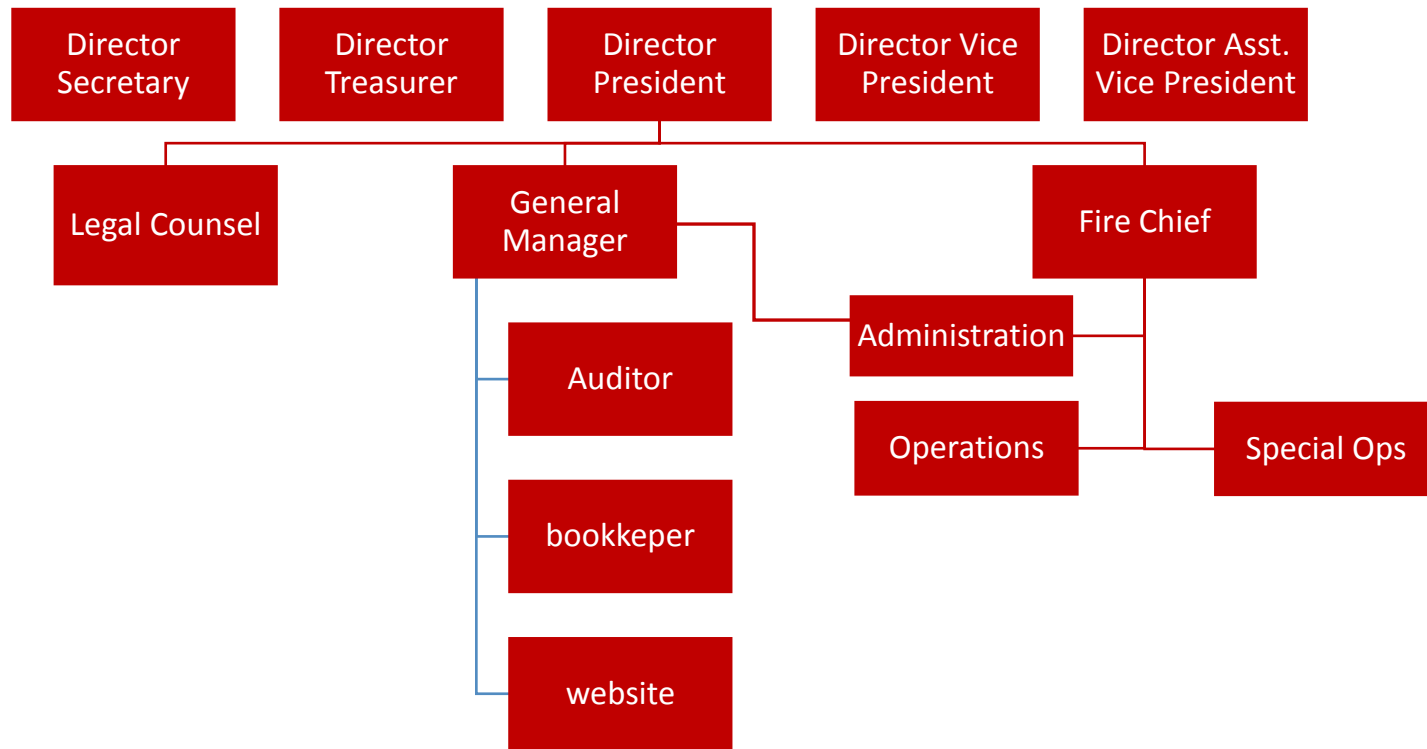 Director
Secretary
Director
Treasurer
Director
President
Director Vice
President
Director Asst.
Vice President
Legal Counsel
General
Manager
Fire Chief
Administration
Auditor
Operations
Special Ops
bookkeper
website